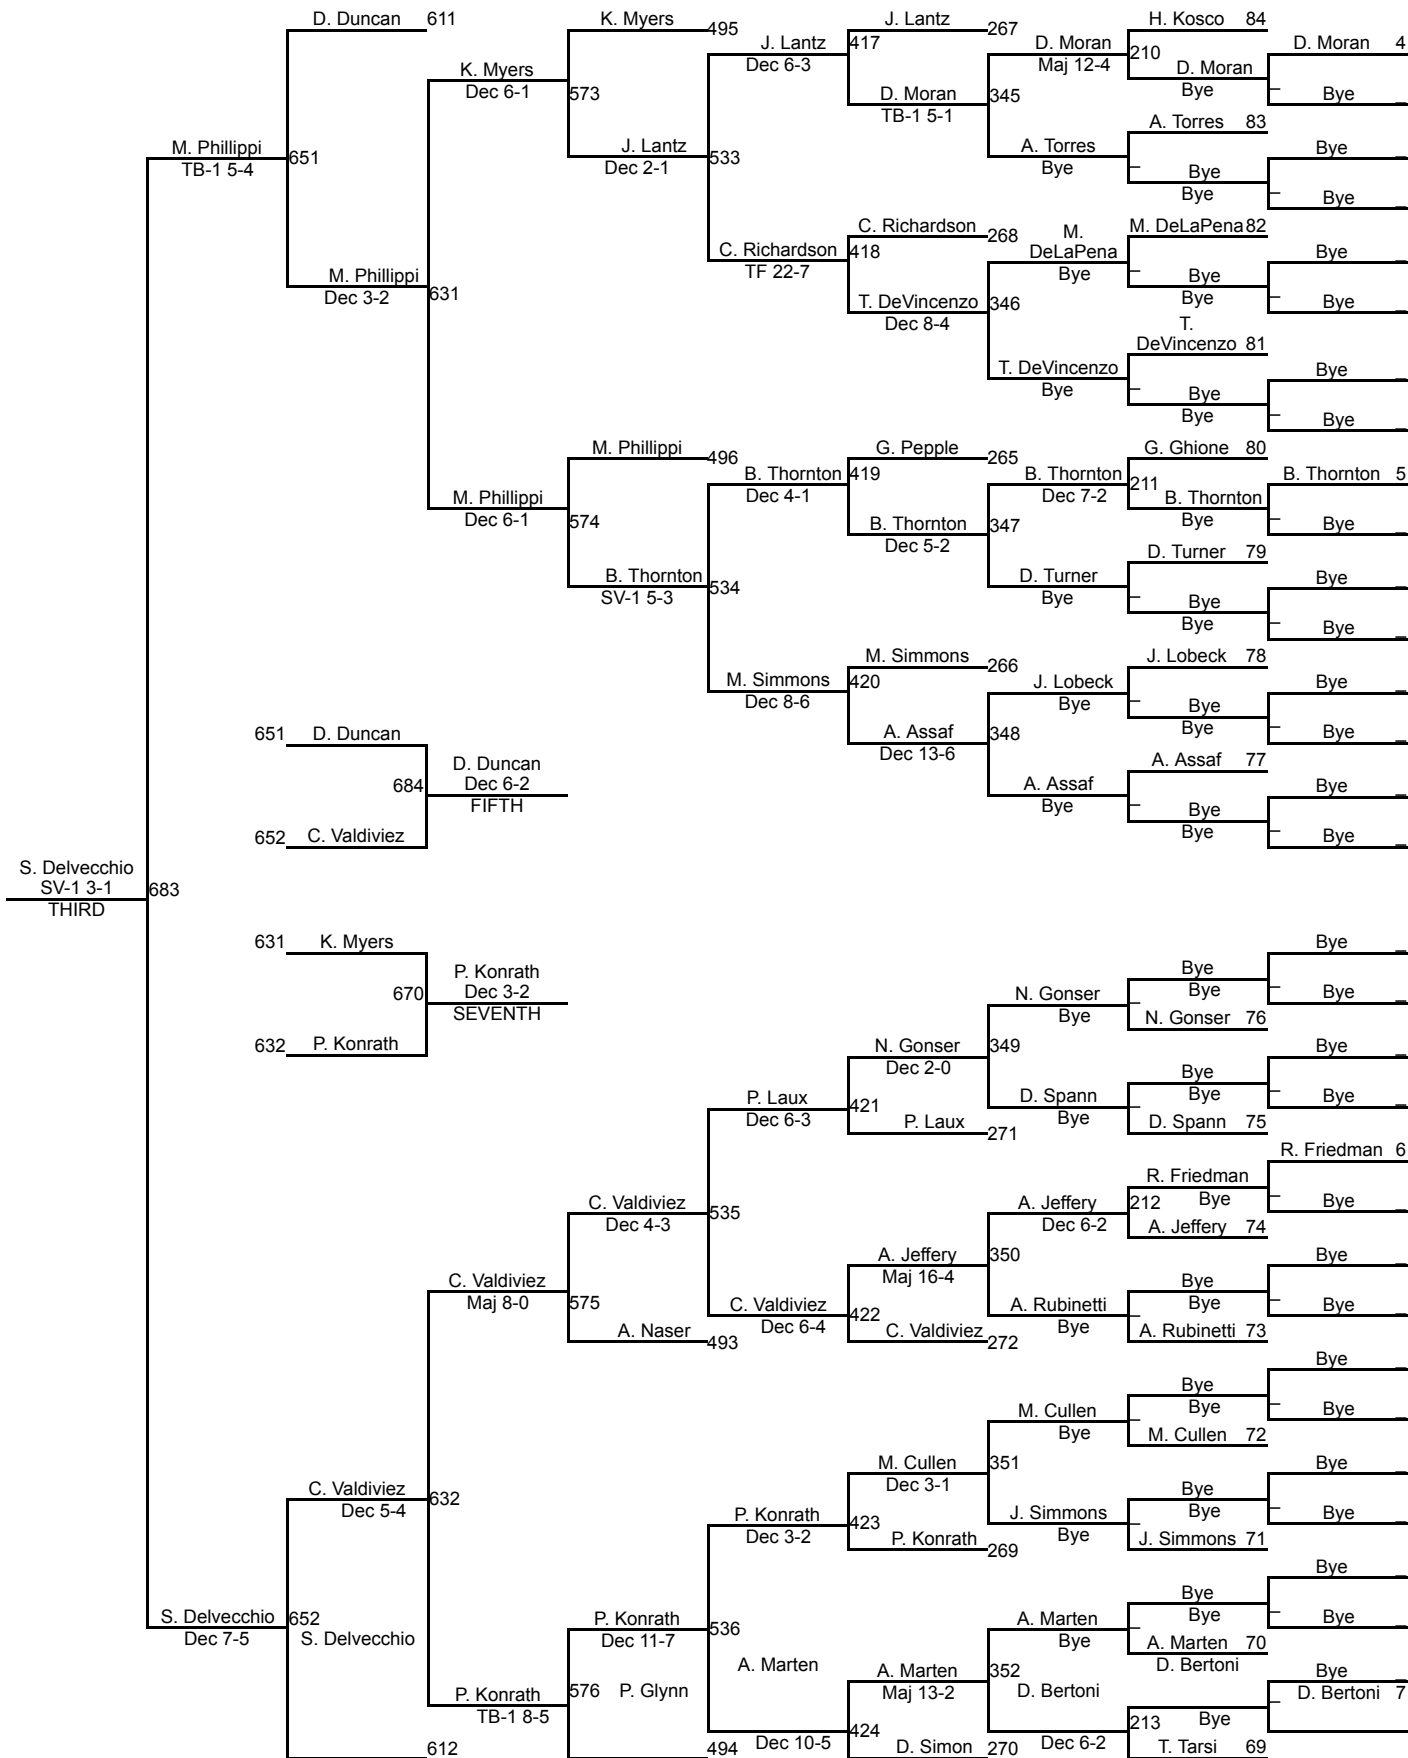 D. Duncan 611
K. Myers 495
J. Lantz 267
H. Kosco 84
J. Lantz 417
Dec 6-3
D. Moran
Maj 12-4
210
D. Moran 4
K. Myers
Dec 6-1
573
D. Moran
Bye
_ Bye _
D. Moran 345
TB-1 5-1
A. Torres 83
M. Phillippi
TB-1 5-4
651
J. Lantz
Dec 2-1
533
A. Torres
Bye
_ Bye
Bye
Bye _
_ Bye _
C. Richardson 268
M.
DeLaPena
Bye
M. DeLaPena 82
C. Richardson
TF 22-7
418
_ Bye
Bye
Bye _
_ Bye _
M. Phillippi
Dec 3-2
631
T. DeVincenzo
Dec 8-4
346
T.
DeVincenzo 81
T. DeVincenzo
Bye
_ Bye
Bye
Bye _
_ Bye _
M. Phillippi 496
G. Pepple 265
G. Ghione 80
B. Thornton
Dec 4-1
419
B. Thornton
Dec 7-2
211
B. Thornton 5
M. Phillippi
Dec 6-1
574
B. Thornton
Bye
_ Bye _
B. Thornton
Dec 5-2
347
D. Turner 79
B. Thornton
SV-1 5-3
534
D. Turner
Bye
_ Bye
Bye
Bye _
_ Bye _
M. Simmons 266
J. Lobeck 78
M. Simmons
Dec 8-6
420
J. Lobeck
Bye
_ Bye
Bye
Bye _
_ Bye _
651 D. Duncan
A. Assaf
Dec 13-6
348
A. Assaf 77
684
D. Duncan
Dec 6-2
FIFTH
A. Assaf
Bye
_ Bye
Bye
Bye _
_ Bye _
652 C. Valdiviez
S. Delvecchio
SV-1 3-1
THIRD
683
631 K. Myers
Bye _
670
P. Konrath
Dec 3-2
SEVENTH
N. Gonser
Bye
_ Bye
Bye
_ Bye _
N. Gonser 76
632 P. Konrath
N. Gonser
Dec 2-0
349
Bye _
P. Laux
Dec 6-3
421
D. Spann
Bye
_ Bye
Bye
_ Bye _
P. Laux 271
D. Spann 75
R. Friedman 6
C. Valdiviez
Dec 4-3
535
A. Jeffery
Dec 6-2
212
R. Friedman
Bye
_ Bye _
A. Jeffery 74
A. Jeffery
Maj 16-4
350
Bye _
C. Valdiviez
Maj 8-0
575
C. Valdiviez
Dec 6-4
422
A. Rubinetti
Bye
_ Bye
Bye
_ Bye _
A. Naser 493
C. Valdiviez 272
A. Rubinetti 73
Bye _
M. Cullen
Bye
_ Bye
Bye
_ Bye _
M. Cullen 72
M. Cullen
Dec 3-1
351
Bye _
C. Valdiviez
Dec 5-4
632
P. Konrath
Dec 3-2
423
J. Simmons
Bye
_ Bye
Bye
_ Bye _
P. Konrath 269
J. Simmons 71
Bye _
S. Delvecchio
Dec 7-5
652
S. Delvecchio
P. Konrath
Dec 11-7
536
A. Marten
Bye
_ Bye
Bye
_ Bye _
A. Marten 70
A. Marten
A. Marten
Maj 13-2
352
D. Bertoni
Bye _
P. Konrath
TB-1 8-5
576
P. Glynn
D. Bertoni
_ D. Bertoni 7
Dec 10-5
424
Dec 6-2
213
Bye
612
494
D. Simon 270
T. Tarsi 69